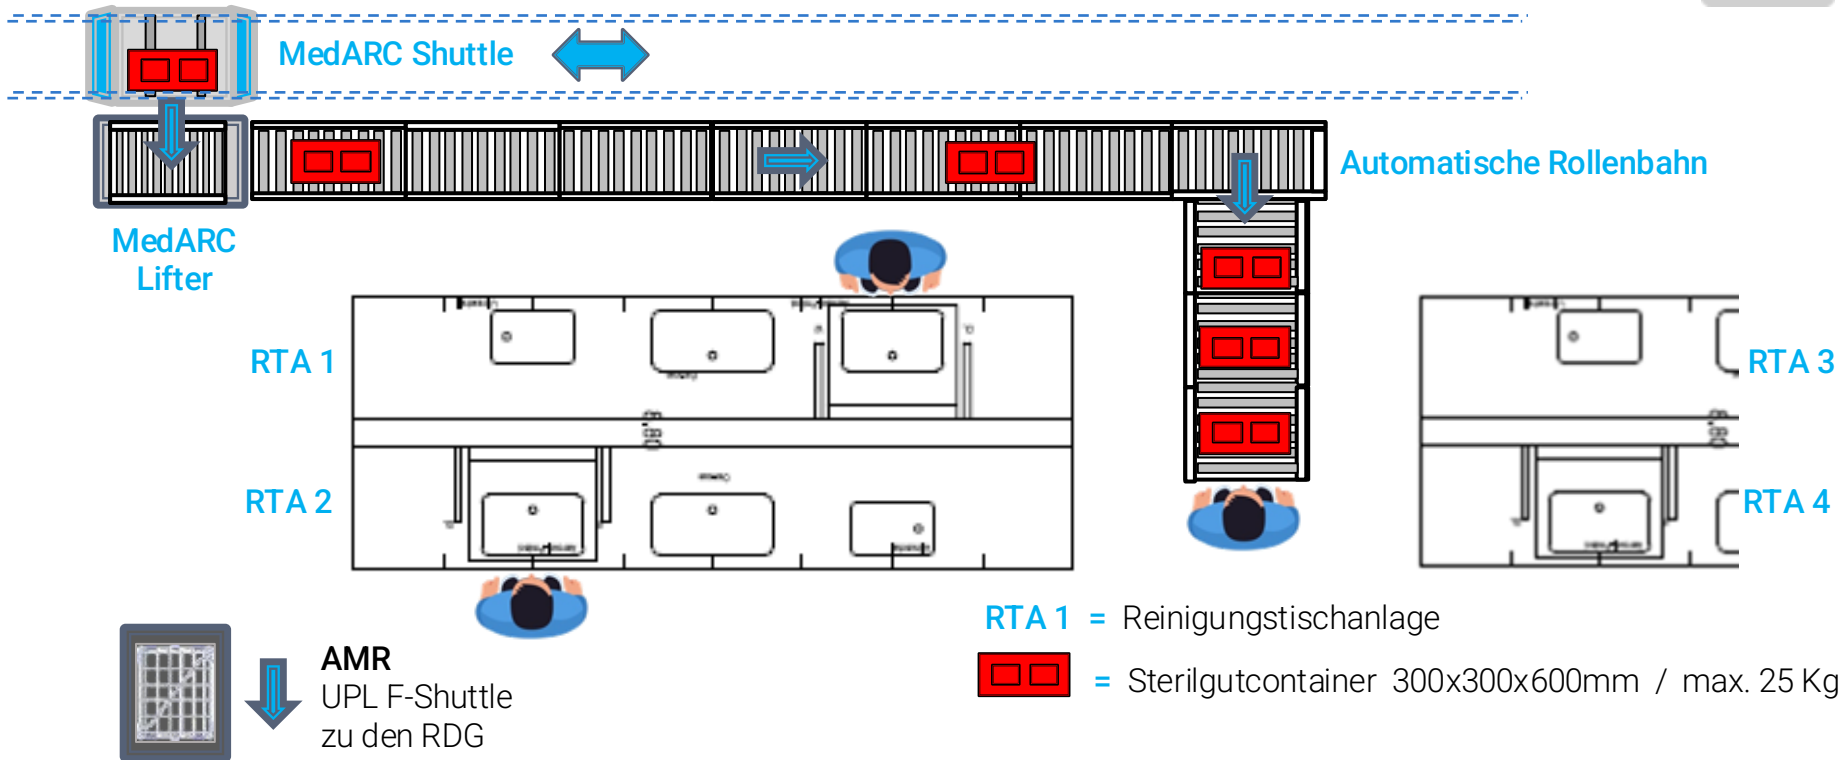 MedARC Shuttle
Automatische Rollenbahn
MedARC
Lifter
RTA 1
RTA 3
RTA 2
RTA 4
RTA 1 = Reinigungstischanlage
= Sterilgutcontainer 300x300x600mm / max. 25 Kg
AMR
UPL F-Shuttle
zu den RDG